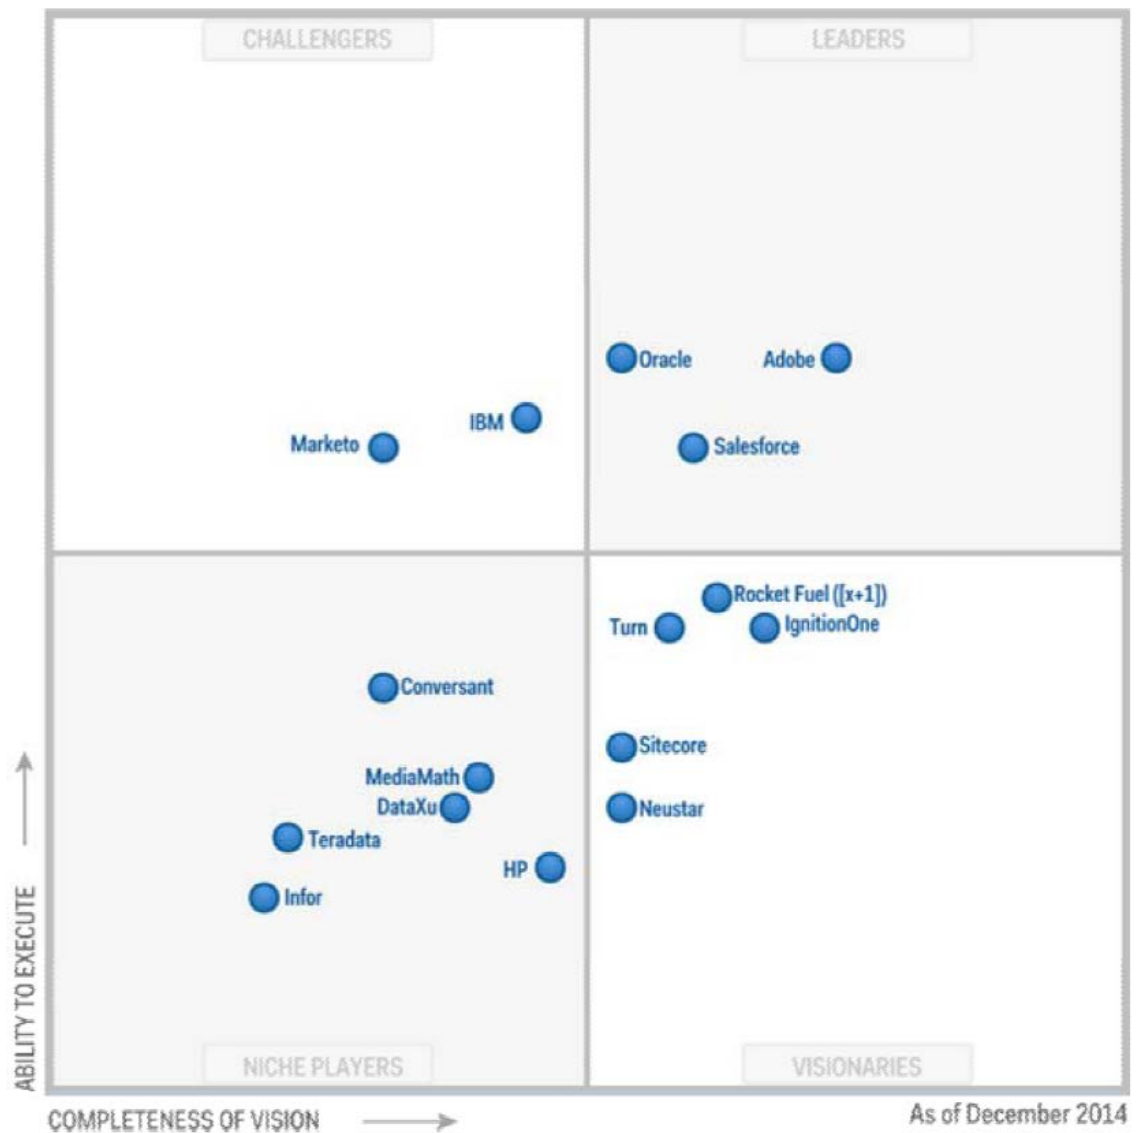 CHALLENGERS
LEADERS
Oracle
Adobe
IBM
Marketo
Salesforce
Rocket Fuel ([x+1])
Turn
IgnitionOne
Conversant
Sitecore
MediaMath
DataXu
Neustar
Teradata
HP
Infor
ABILITY TO EXECUTE
NICHE PLAYERS
VISIONARIES
COMPLETENESS OF VISION
As of December 2014